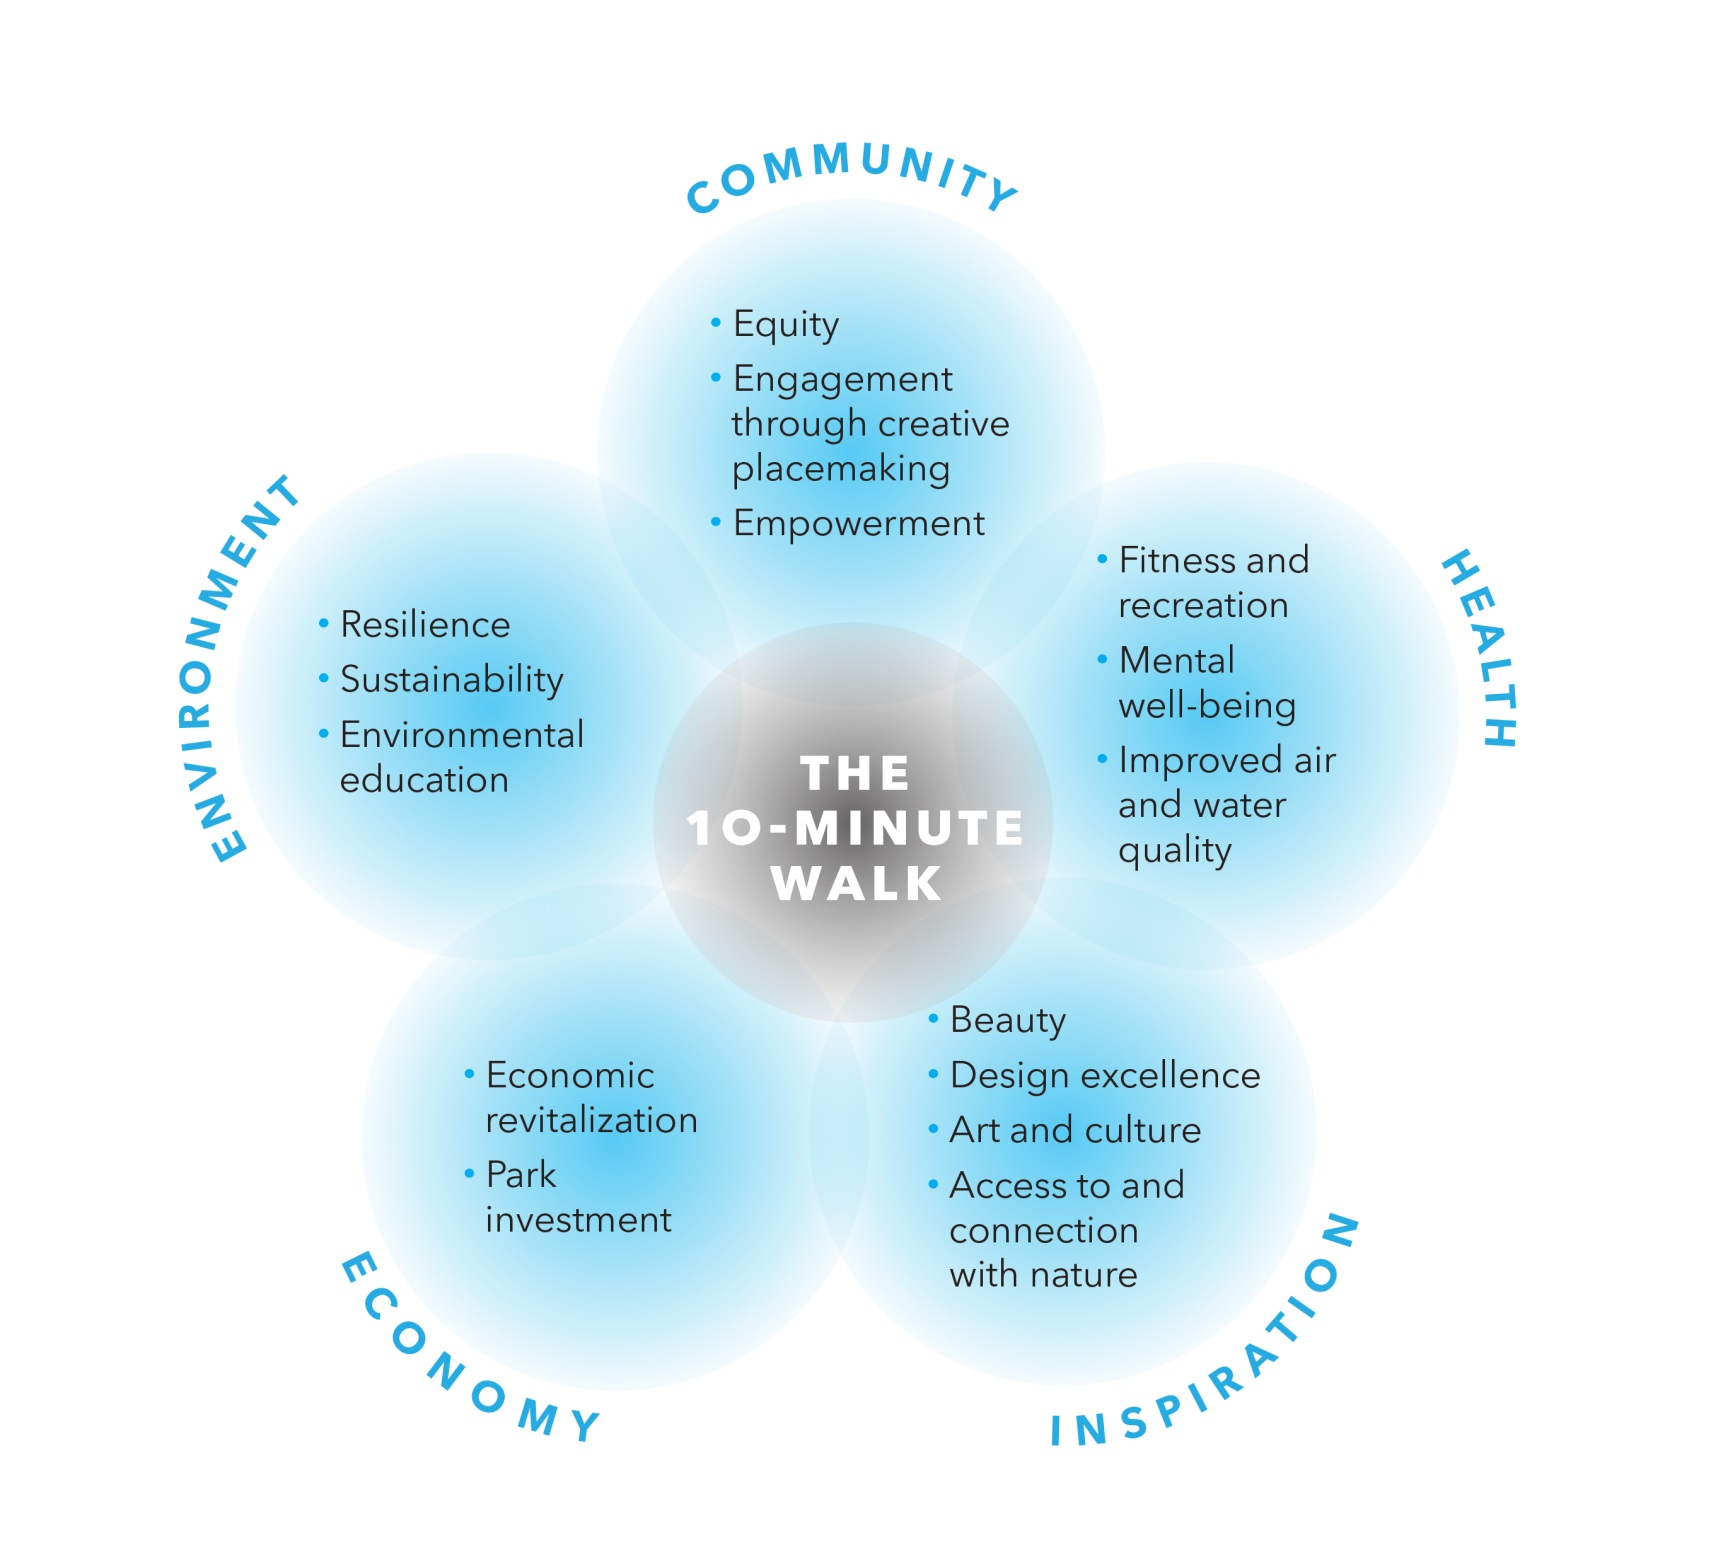 COMMUNITY
• Equity
• Engagement
through creative
placemaking
• Empowerment
HEALTH
• Fitness and
recreation
• Mental
well-being
• Improved air
and water
quality
INSPIRATION
• Beauty
• Design excellence
• Art and culture
• Access to and
connection
with nature
ECONOMY
• Economic
revitalization
• Park
investment
ENVIRONMENT
• Resilience
• Sustainability
• Environmental
education
THE
10-MINUTE
WALK